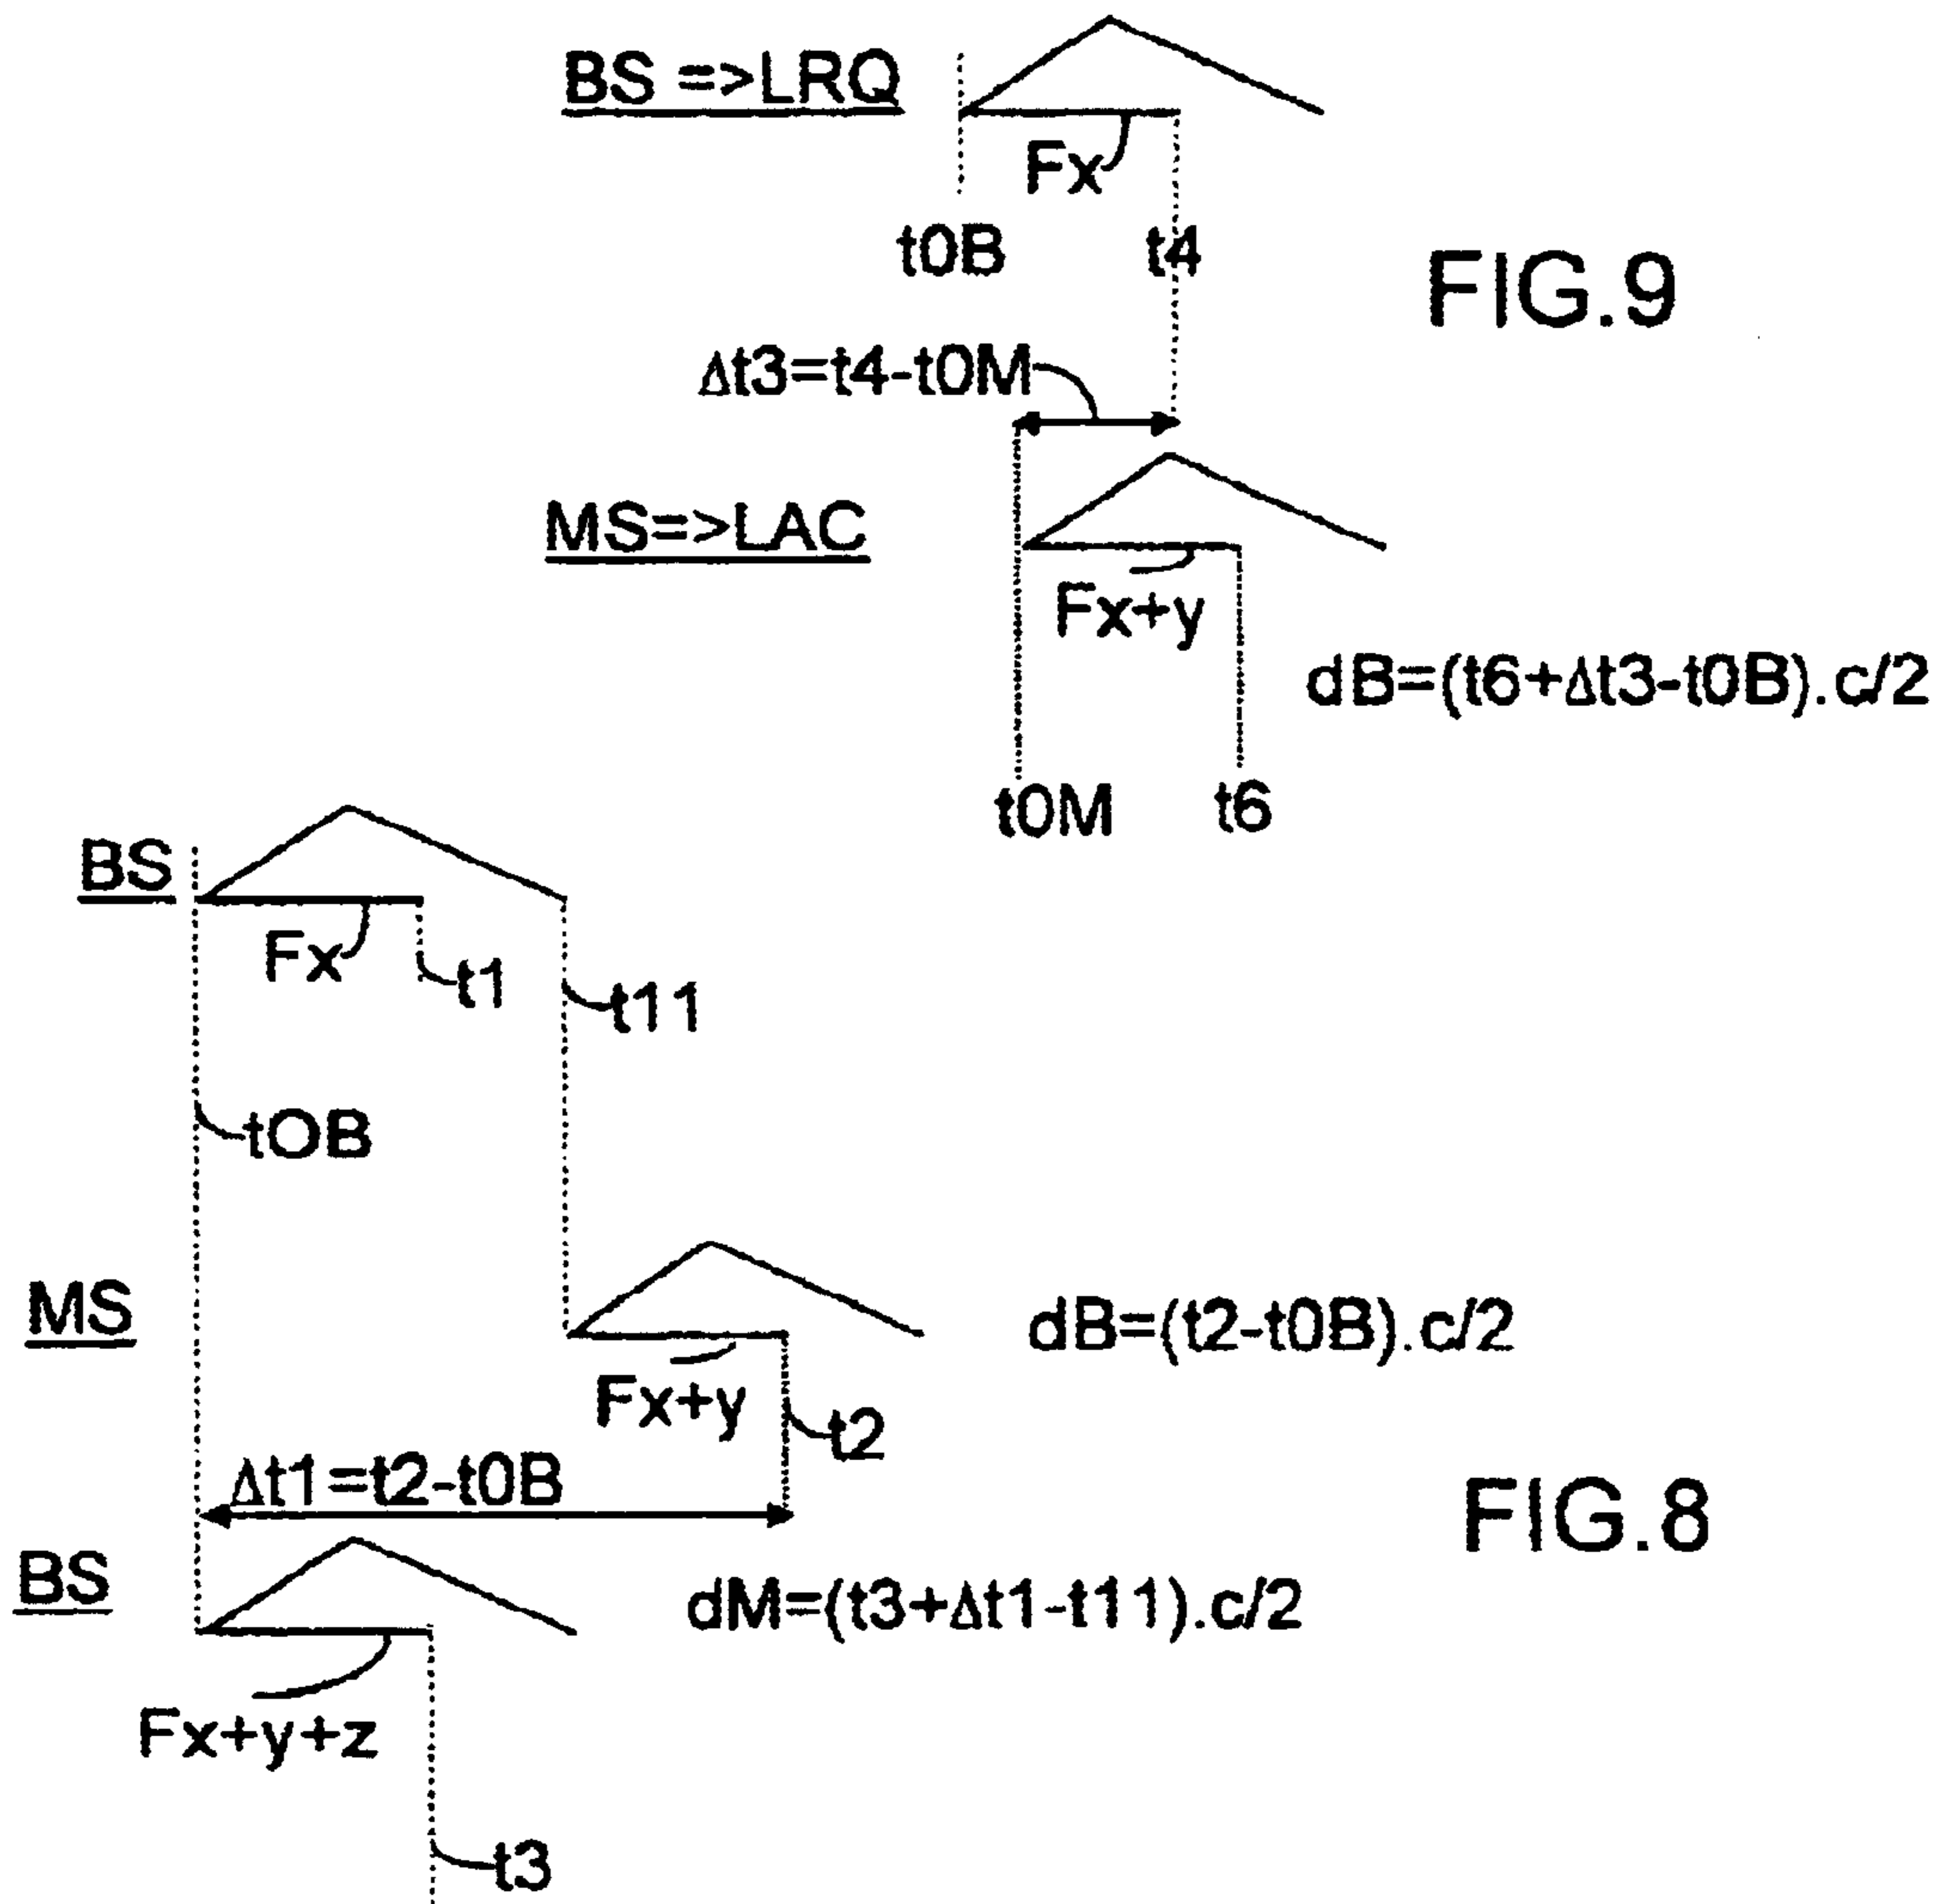 BS =>LRQ
Fx
t0B
t4
FIG.9
Δt3=t4-t0M
MS=>LAC
Fx+y
dB=(t6+Δt3-t0B).c/2
t0M
t6
BS
Fx
t1
t11
tOB
MS
dB=(t2-t0B).c/2
Fx+y
t2
Δt1=t2-t0B
FIG.8
BS
dM=(t3+Δt1-t11).c/2
Fx+y+z
t3